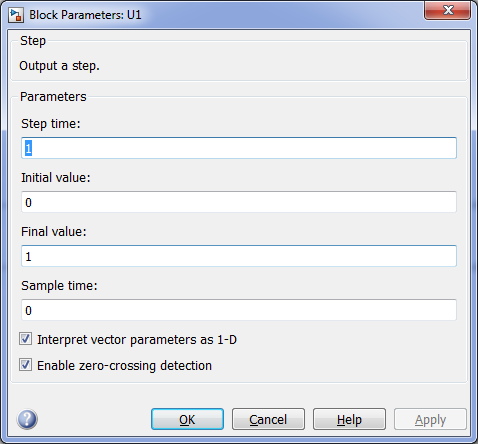 Block Parameters: U1
Step
Output a step.
Parameters
Step time:
1
Initial value:
0
Final value:
1
Sample time:
0
Interpret vector parameters as 1-D
Enable zero-crossing detection
? OK Cancel Help Apply